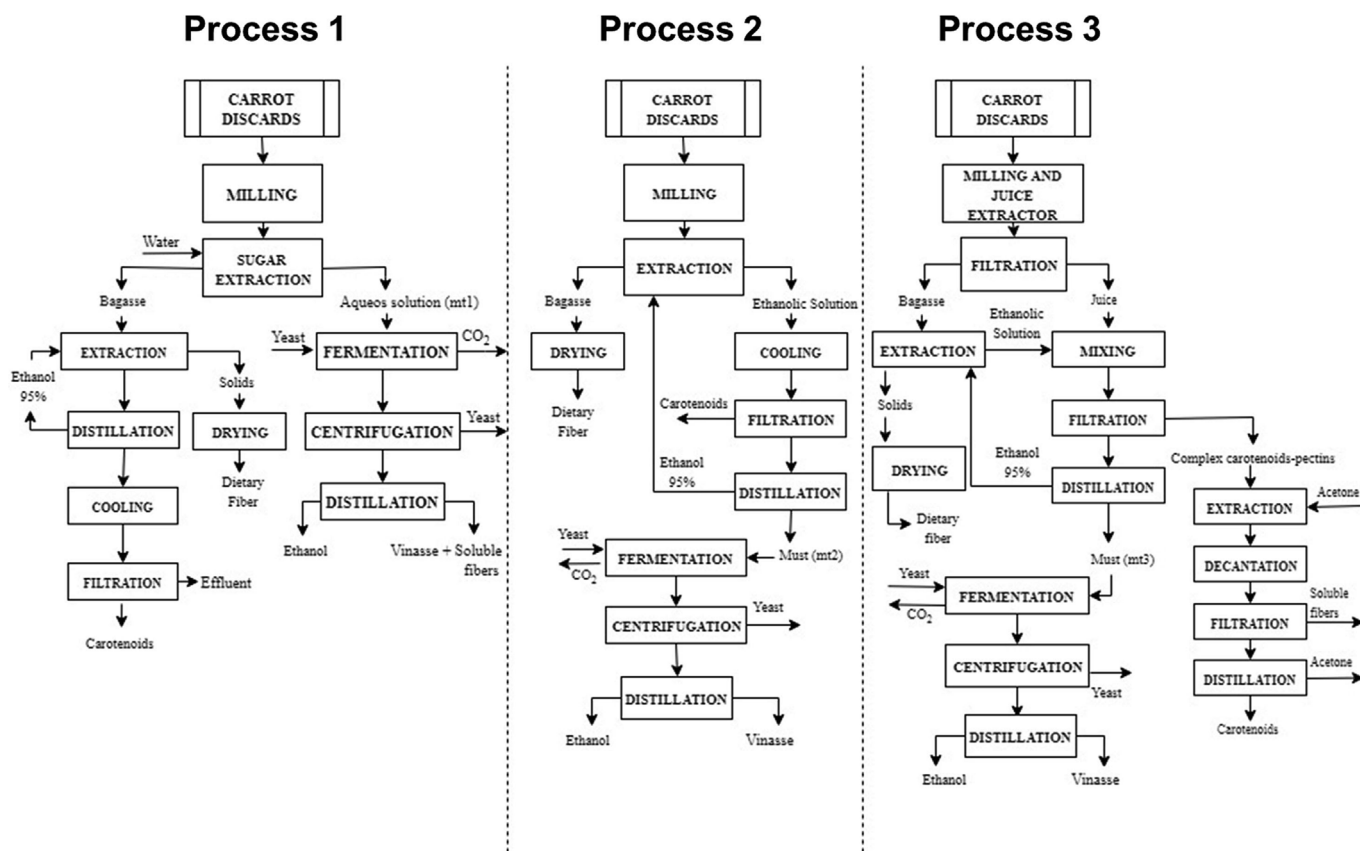 Process 1
CARROT
DISCARDS
MILLING
Water
SUGAR
EXTRACTION
Bagasse
Aqueos solution (mt1)
EXTRACTION
Ethanol
95%
Solids
DISTILLATION
DRYING
Dietary
Fiber
COOLING
FILTRATION
Effluent
Carotenoids
Yeast
FERMENTATION
CO2
CENTRIFUGATION
Yeast
DISTILLATION
Ethanol
Vinasse + Soluble
fibers
Process 2
CARROT
DISCARDS
MILLING
EXTRACTION
Bagasse
Ethanolic Solution
DRYING
Dietary
Fiber
COOLING
Carotenoids
FILTRATION
Ethanol
95%
DISTILLATION
Must (mt2)
Yeast
CO2
FERMENTATION
CENTRIFUGATION
Yeast
DISTILLATION
Ethanol
Vinasse
Process 3
CARROT
DISCARDS
MILLING AND
JUICE
EXTRACTOR
FILTRATION
Bagasse
Juice
Ethanolic
Solution
EXTRACTION
MIXING
Solids
DRYING
Dietary
fiber
FILTRATION
Ethanol
95%
DISTILLATION
Complex carotenoids-pectins
Acetone
EXTRACTION
DECANTATION
Soluble
fibers
FILTRATION
Acetone
DISTILLATION
Carotenoids
Must (mt3)
Yeast
CO2
FERMENTATION
CENTRIFUGATION
Yeast
DISTILLATION
Ethanol
Vinasse